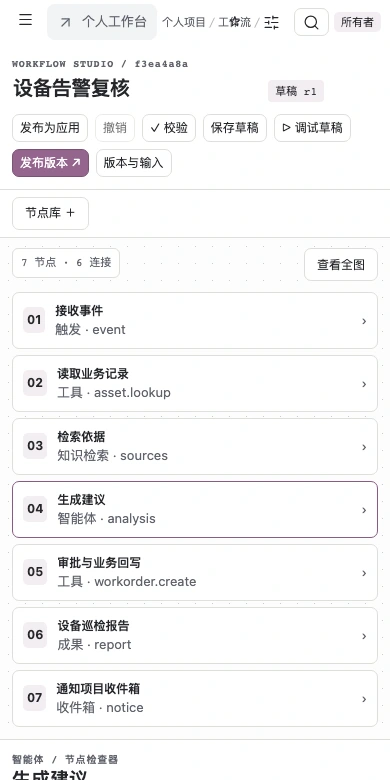 个人工作台 个人项目 / 工作流 / 所有者
WORKFLOW STUDIO / f3ea4a8a
设备告警复核
草稿 r1
发布为应用 撤销 ✓ 校验 保存草稿 ▷ 调试草稿
发布版本 ↗ 版本与输入
节点库 +
7 节点 · 6 连接 查看全图
01 接收事件
触发 · event
02 读取业务记录
工具 · asset.lookup
03 检索依据
知识检索 · sources
04 生成建议
智能体 · analysis
05 审批与业务回写
工具 · workorder.create
06 设备巡检报告
成果 · report
07 通知项目收件箱
收件箱 · notice
智能体 / 节点检查器
生成建议